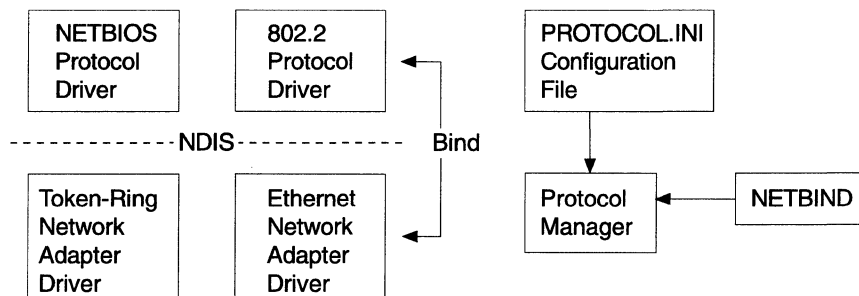 NETBIOS
Protocol
Driver
802.2
Protocol
Driver
PROTOCOL.INI
Configuration
File
NDIS
Bind
Token-Ring
Network
Adapter
Driver
Ethernet
Network
Adapter
Driver
Protocol
Manager
NETBIND